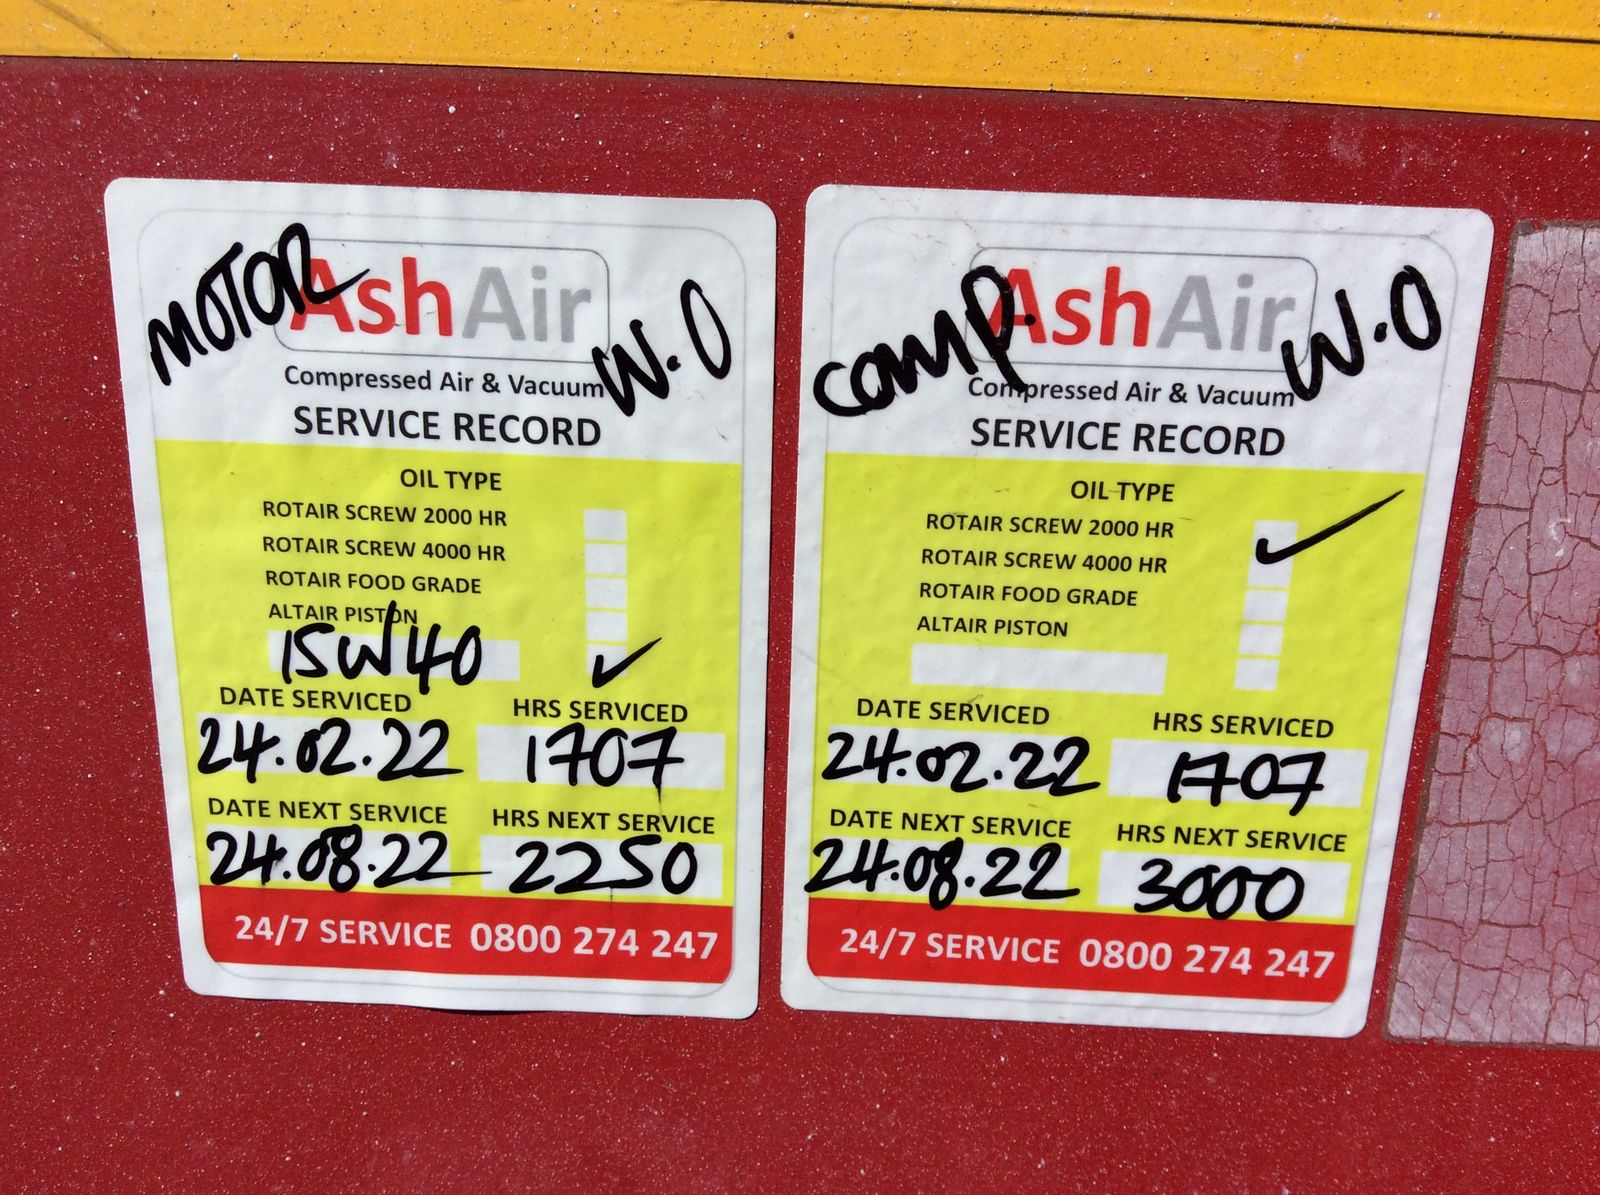 MOTOR
AshAir
W.O
Compressed Air & Vacuum
SERVICE RECORD
OIL TYPE
ROTAIR SCREW 2000 HR
ROTAIR SCREW 4000 HR
ROTAIR FOOD GRADE
ALTAIR PISTON
15W40 ✓
DATE SERVICED HRS SERVICED
24.02.22 1707
DATE NEXT SERVICE HRS NEXT SERVICE
24.08.22 2250
24/7 SERVICE 0800 274 247
COMP.
AshAir
W.O
Compressed Air & Vacuum
SERVICE RECORD
OIL TYPE
ROTAIR SCREW 2000 HR ✓
ROTAIR SCREW 4000 HR
ROTAIR FOOD GRADE
ALTAIR PISTON
DATE SERVICED HRS SERVICED
24.02.22 1707
DATE NEXT SERVICE HRS NEXT SERVICE
24.08.22 3000
24/7 SERVICE 0800 274 247